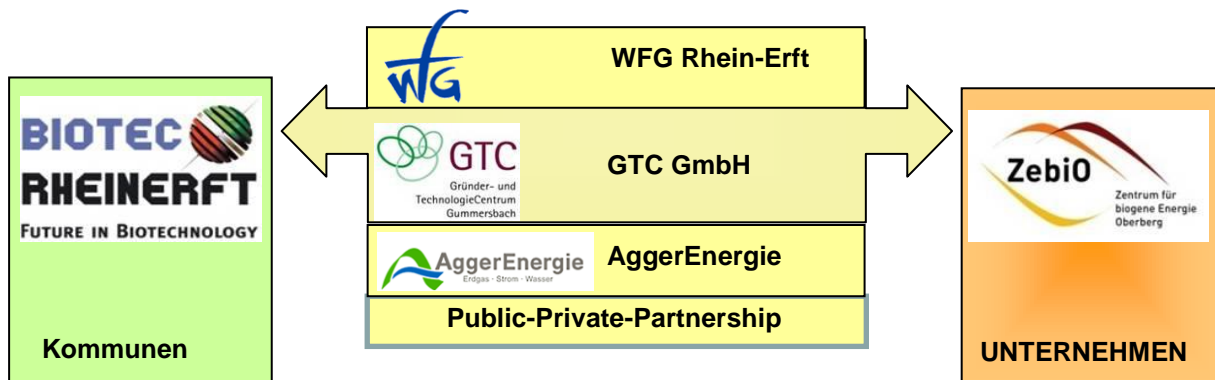 BIOTEC
RHEINERFT
FUTURE IN BIOTECHNOLOGY
Kommunen
WFG
WFG Rhein-Erft
GTC
Gründer- und
TechnologieCentrum
Gummersbach
GTC GmbH
AggerEnergie
Erdgas · Strom · Wasser
AggerEnergie
Public-Private-Partnership
ZebiO
Zentrum für
biogene Energie
Oberberg
UNTERNEHMEN